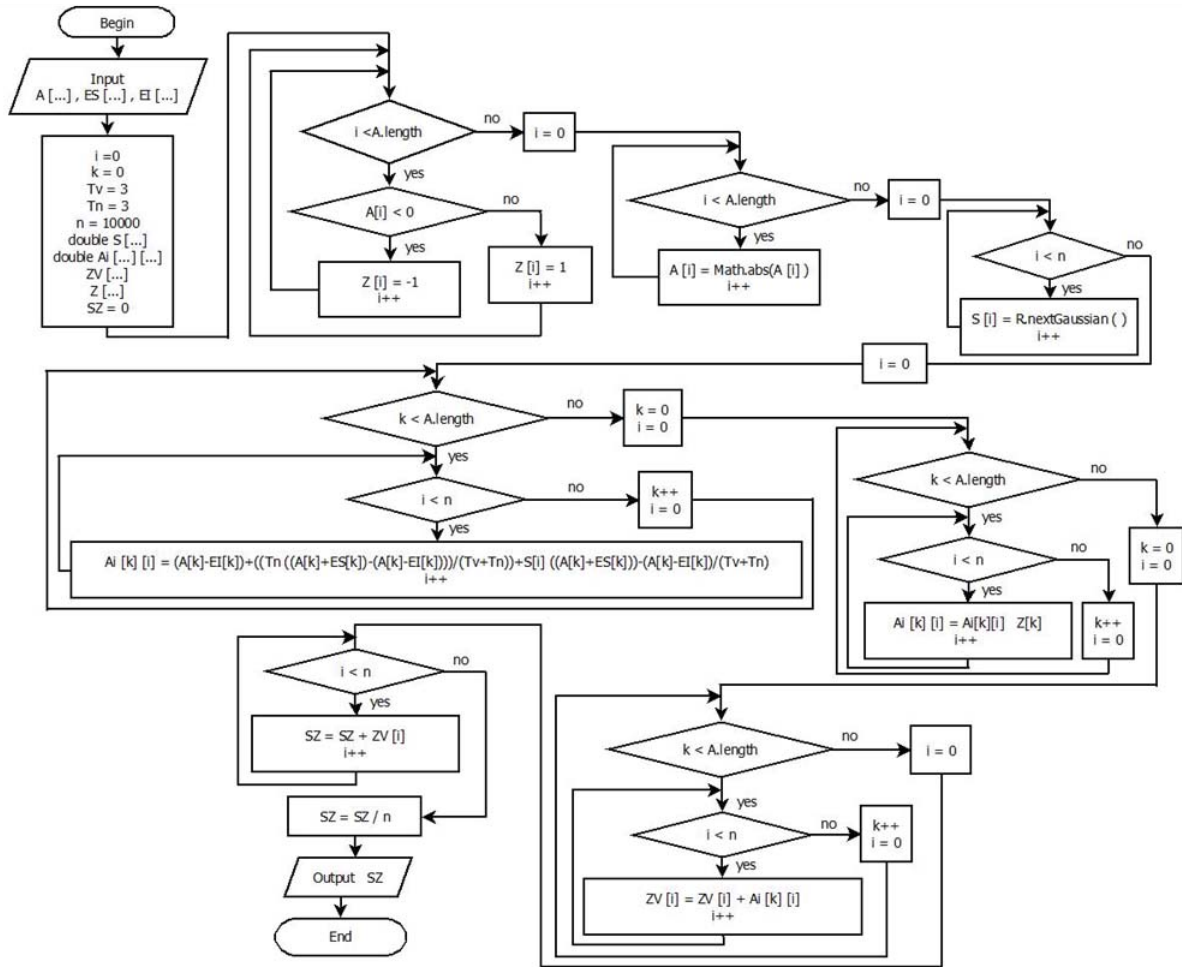 Begin
Input
A [...] , ES [...] , EI [...]
i =0
k = 0
Tv = 3
Tn = 3
n = 10000
double S [...]
double Ai [...] [...]
ZV [...]
Z [...]
SZ = 0
i <A.length
no
i = 0
yes
A[i] < 0
no
yes
Z [i] = -1
i++
Z [i] = 1
i++
i < A.length
no
i = 0
yes
A [i] = Math.abs(A [i] )
i++
i < n
no
yes
S [i] = R.nextGaussian ( )
i++
i = 0
k < A.length
no
k = 0
i = 0
yes
i < n
no
k++
i = 0
yes
Ai [k] [i] = (A[k]-EI[k])+((Tn ((A[k]+ES[k])-(A[k]-EI[k])))/(Tv+Tn))+S[i] ((A[k]+ES[k]))-(A[k]-EI[k])/(Tv+Tn)
i++
k < A.length
no
k = 0
i = 0
yes
i < n
no
k++
i = 0
yes
Ai [k] [i] = Ai[k][i] Z[k]
i++
k < A.length
no
i = 0
yes
i < n
no
k++
i = 0
yes
ZV [i] = ZV [i] + Ai [k] [i]
i++
i < n
no
yes
SZ = SZ + ZV [i]
i++
SZ = SZ / n
Output SZ
End